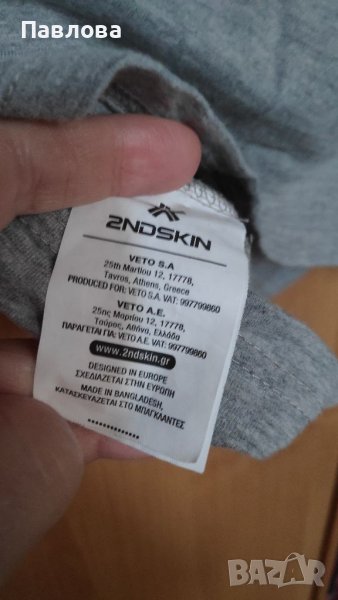 Павлова
2NDSKIN
VETO S.A
25th Martiou 12, 17778,
Tavros, Athens, Greece
PRODUCED FOR: VETO S.A. VAT: 997799860
VETO A.E.
25ης Μαρτίου 12, 17778,
Ταύρος, Αθήνα, Ελλάδα
ΠΑΡΑΓΕΤΑΙ ΓΙΑ: VETO A.E. VAT: 997799860
www.2ndskin.gr
DESIGNED IN EUROPE
ΣΧΕΔΙΑΖΕΤΑΙ ΣΤΗΝ ΕΥΡΩΠΗ
MADE IN BANGLADESH,
ΚΑΤΑΣΚΕΥΑΖΕΤΑΙ ΣΤΟ ΜΠΑΓΚΛΑΝΤΕΣ
BAZAR